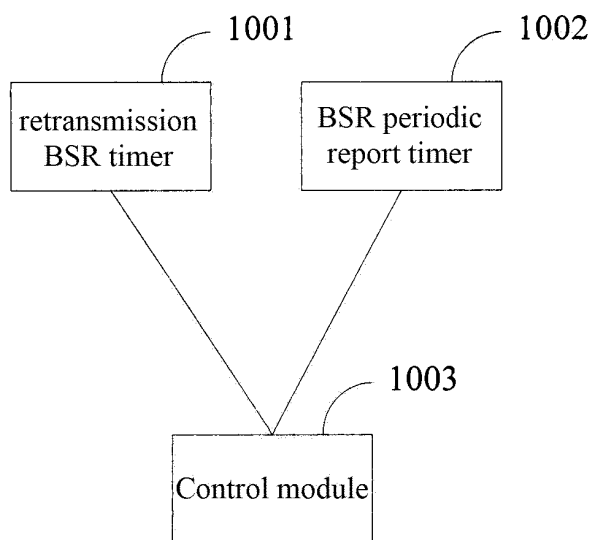 1001
1002
retransmission
BSR timer
BSR periodic
report timer
1003
Control module